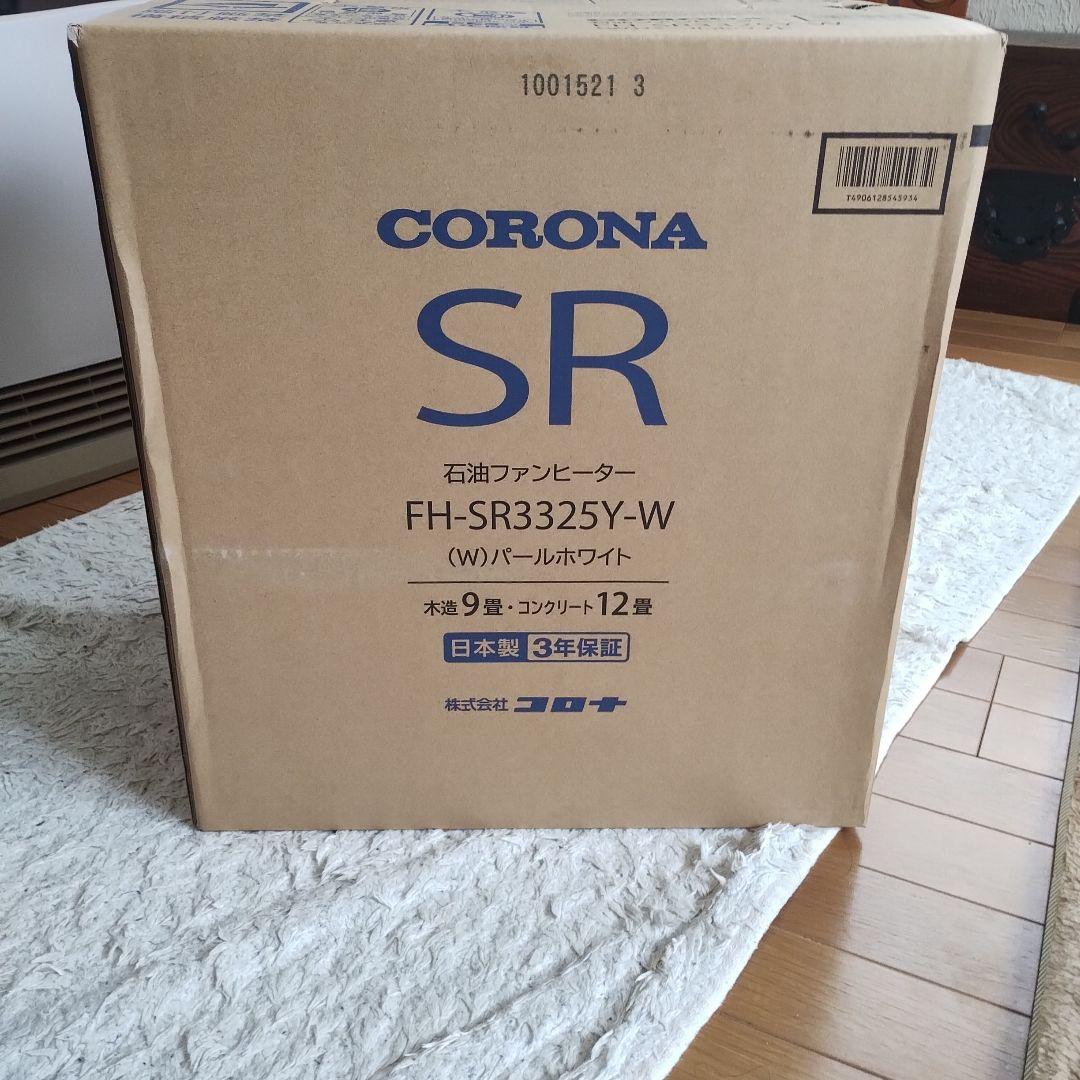 1001521 3
T4906128545934
CORONA
SR
石油ファンヒーター
FH-SR3325Y-W
(W)パールホワイト
木造9畳・コンクリート12畳
日本製 3年保証
株式会社 コロナ